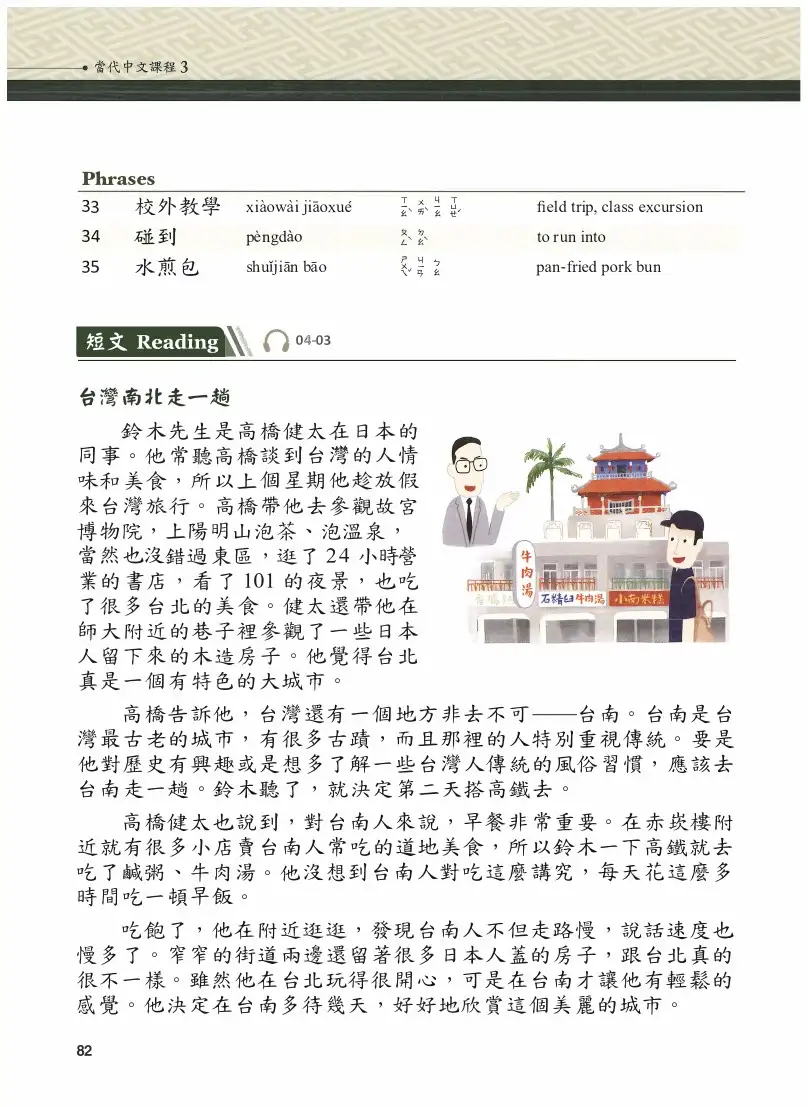 當代中文課程 3
Phrases
33 校外教學 xiàowài jiāoxué ㄒㄧㄠˋ ㄨㄞˋ ㄐㄧㄠ ㄒㄩㄝˊ field trip, class excursion
34 碰到 pèngdào ㄆㄥˋ ㄉㄠˋ to run into
35 水煎包 shuǐjiān bāo ㄕㄨㄟˇ ㄐㄧㄢ ㄅㄠ pan-fried pork bun
短文 Reading 04-03
台灣南北走一趟
鈴木先生是高橋健太在日本的
同事。他常聽高橋談到台灣的人情
味和美食,所以上個星期他趁放假
來台灣旅行。高橋帶他去參觀故宮
博物院,上陽明山泡茶、泡溫泉,
當然也沒錯過東區,逛了 24 小時營
業的書店,看了 101 的夜景,也吃
了很多台北的美食。健太還帶他在
師大附近的巷子裡參觀了一些日本
人留下來的木造房子。他覺得台北
真是一個有特色的大城市。
牛肉湯
石精臼牛肉湯
小南米糕
高橋告訴他,台灣還有一個地方非去不可——台南。台南是台
灣最古老的城市,有很多古蹟,而且那裡的人特別重視傳統。要是
他對歷史有興趣或是想多了解一些台灣人傳統的風俗習慣,應該去
台南走一趟。鈴木聽了,就決定第二天搭高鐵去。
高橋健太也說到,對台南人來說,早餐非常重要。在赤崁樓附
近就有很多小店賣台南人常吃的道地美食,所以鈴木一下高鐵就去
吃了鹹粥、牛肉湯。他沒想到台南人對吃這麼講究,每天花這麼多
時間吃一頓早飯。
吃飽了,他在附近逛逛,發現台南人不但走路慢,說話速度也
慢多了。窄窄的街道兩邊還留著很多日本人蓋的房子,跟台北真的
很不一樣。雖然他在台北玩得很開心,可是在台南才讓他有輕鬆的
感覺。他決定在台南多待幾天,好好地欣賞這個美麗的城市。
82